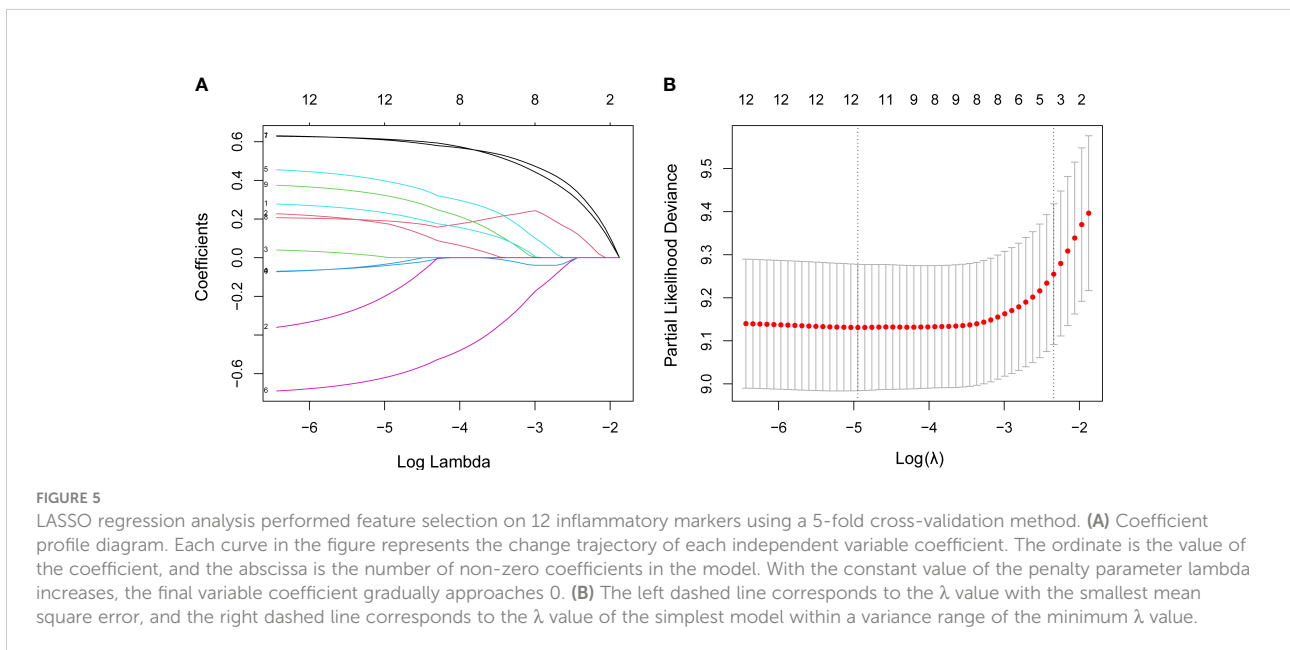 A
12 12 8 8 2
0.6
0.4
0.2
0.0
−0.2
−0.6
Coefficients
5
9
1
3
2
6
−6 −5 −4 −3 −2
Log Lambda
B
12 12 12 12 11 9 8 9 8 8 6 5 3 2
9.5
9.4
9.3
9.2
9.1
9.0
Partial Likelihood Deviance
−6 −5 −4 −3 −2
Log(λ)
FIGURE 5
LASSO regression analysis performed feature selection on 12 inflammatory markers using a 5-fold cross-validation method. (A) Coefficient
profile diagram. Each curve in the figure represents the change trajectory of each independent variable coefficient. The ordinate is the value of
the coefficient, and the abscissa is the number of non-zero coefficients in the model. With the constant value of the penalty parameter lambda
increases, the final variable coefficient gradually approaches 0. (B) The left dashed line corresponds to the λ value with the smallest mean
square error, and the right dashed line corresponds to the λ value of the simplest model within a variance range of the minimum λ value.